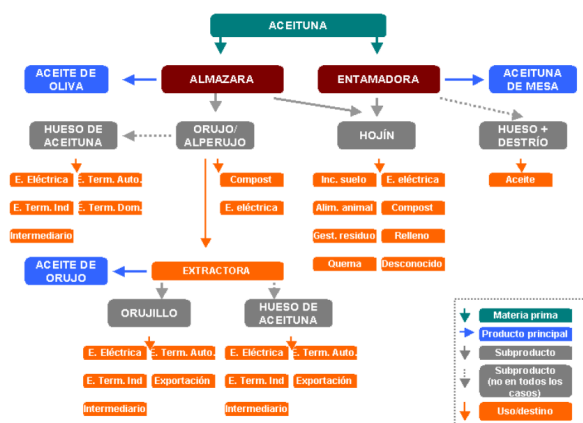 ACEITUNA
ACEITE DE
OLIVA
ALMAZARA
ENTAMADORA
ACEITUNA
DE MESA
HUESO DE
ACEITUNA
ORUJO/
ALPERUJO
HOJÍN
HUESO +
DESTRÍO
E. Eléctrica
E. Term. Auto.
E. Term. Ind
E. Term. Dom.
Intermediario
Compost
E. eléctrica
Inc. suelo
E. eléctrica
Alim. animal
Compost
Gest. residuo
Relleno
Quema
Desconocido
Aceite
ACEITE DE
ORUJO
EXTRACTORA
ORUJILLO
HUESO DE
ACEITUNA
E. Eléctrica
E. Term. Auto.
E. Term. Ind
Exportación
Intermediario
E. Eléctrica
E. Term. Auto.
E. Term. Ind
Exportación
Intermediario
Materia prima
Producto principal
Subproducto
Subproducto
(no en todos los
casos)
Uso/destino